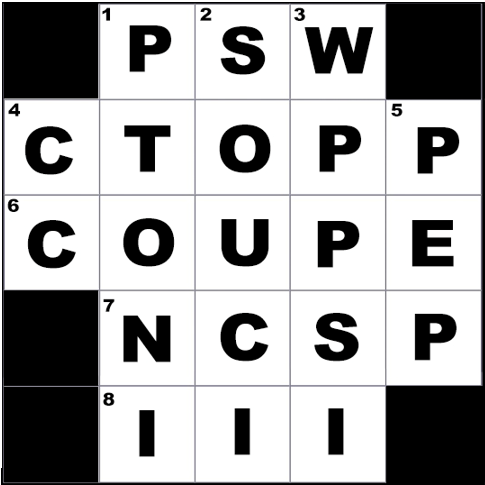 1 P 2 S 3 W
4 C T O P 5 P
6 C O U P E
7 N C S P
8 I I I